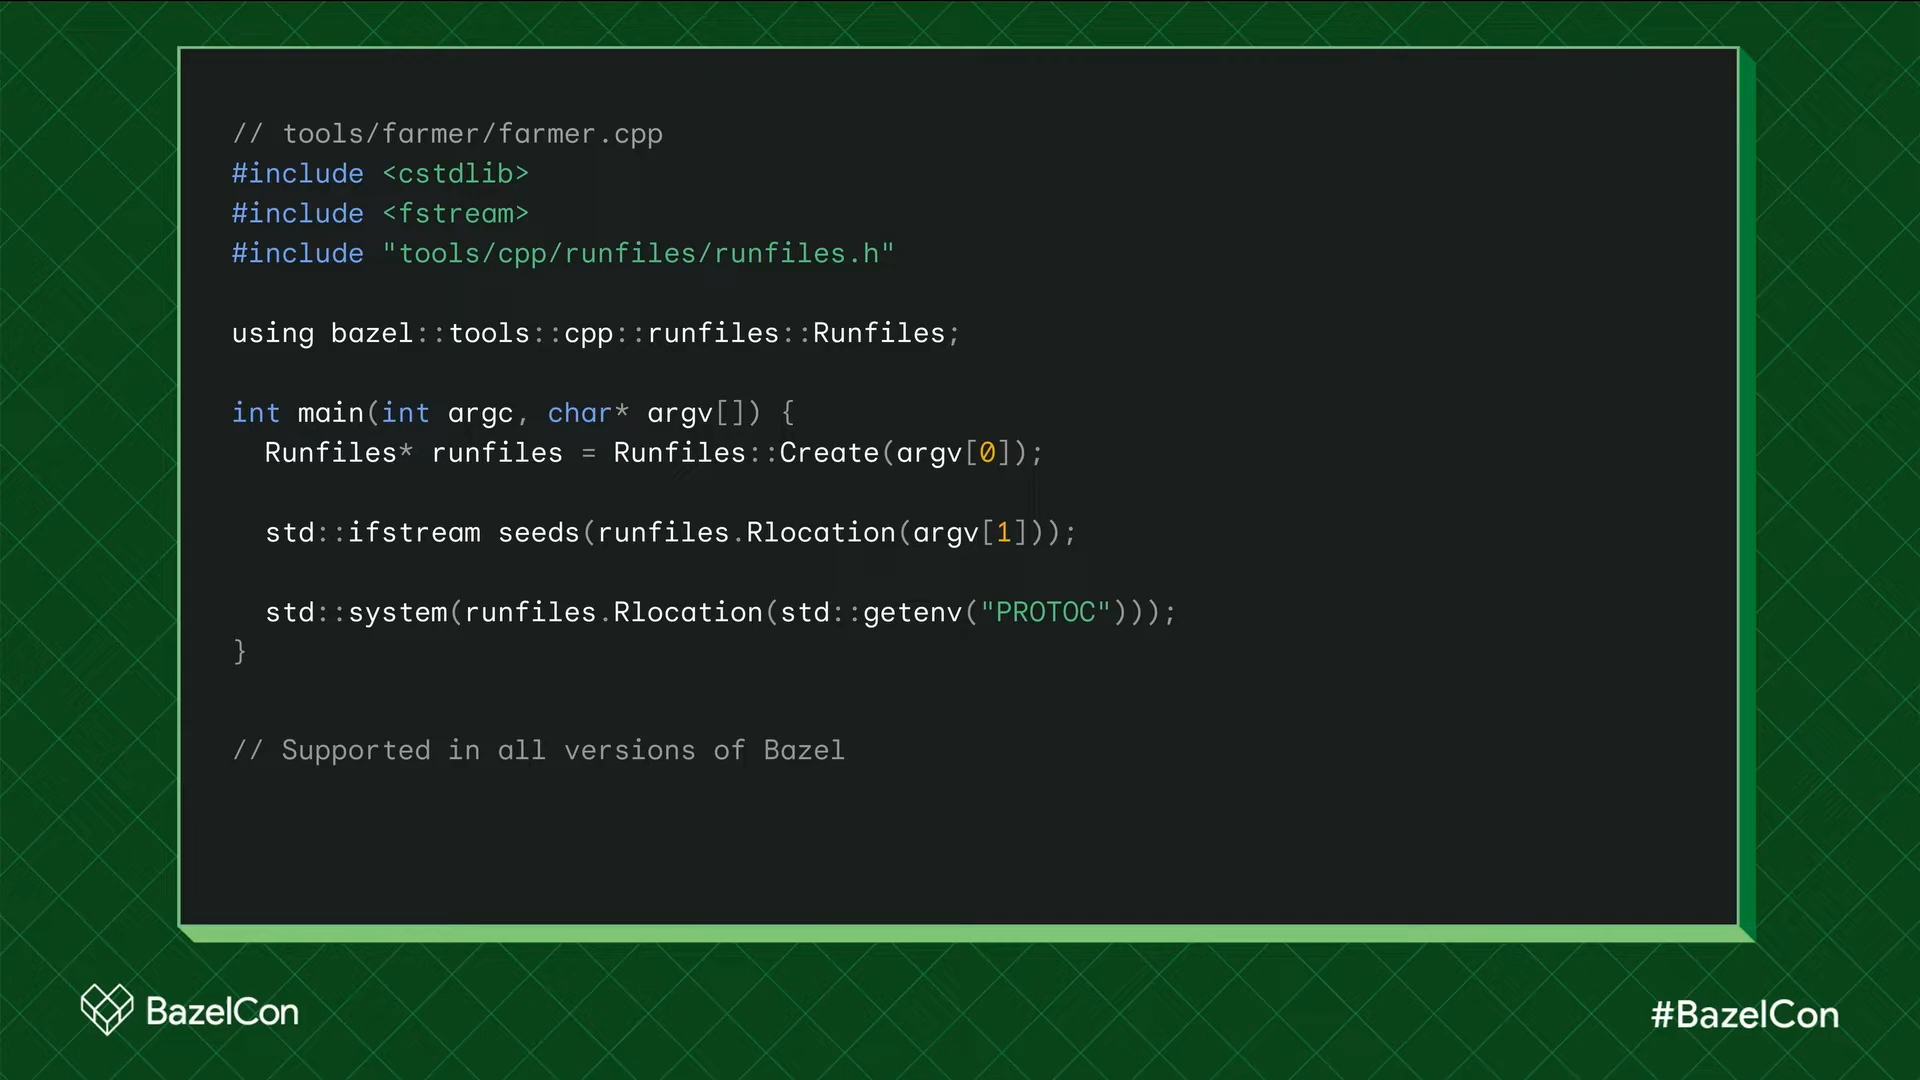 // tools/farmer/farmer.cpp
#include <cstdlib>
#include <fstream>
#include "tools/cpp/runfiles/runfiles.h"
using bazel::tools::cpp::runfiles::Runfiles;
int main(int argc, char* argv[]) {
  Runfiles* runfiles = Runfiles::Create(argv[0]);
  std::ifstream seeds(runfiles.Rlocation(argv[1]));
  std::system(runfiles.Rlocation(std::getenv("PROTOC")));
}
// Supported in all versions of Bazel
BazelCon
#BazelCon